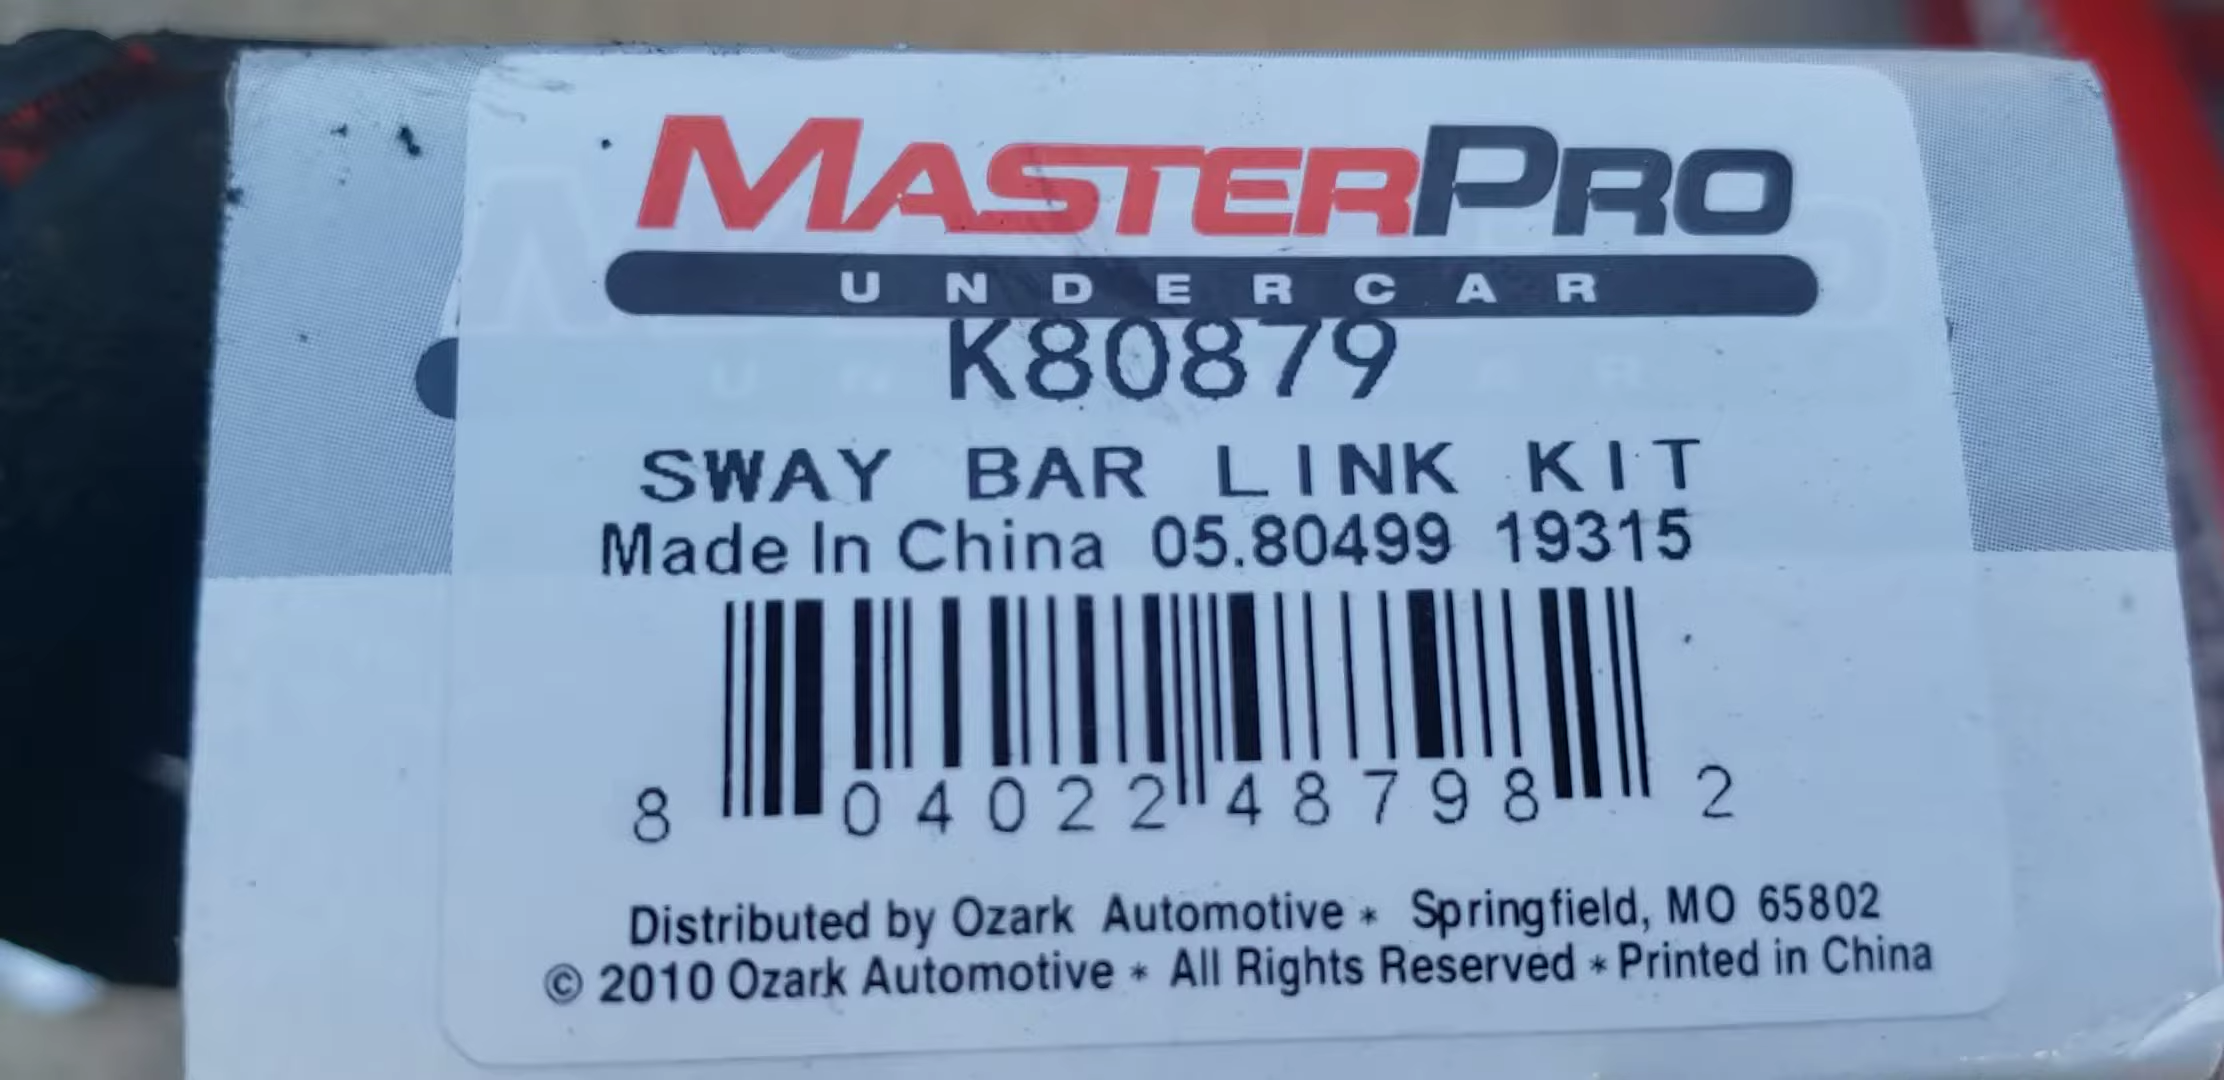 MASTERPRO
UNDERCAR
K80879
SWAY BAR LINK KIT
Made In China 05.80499 19315
8 04022 48798 2
Distributed by Ozark Automotive * Springfield, MO 65802
© 2010 Ozark Automotive * All Rights Reserved * Printed in China